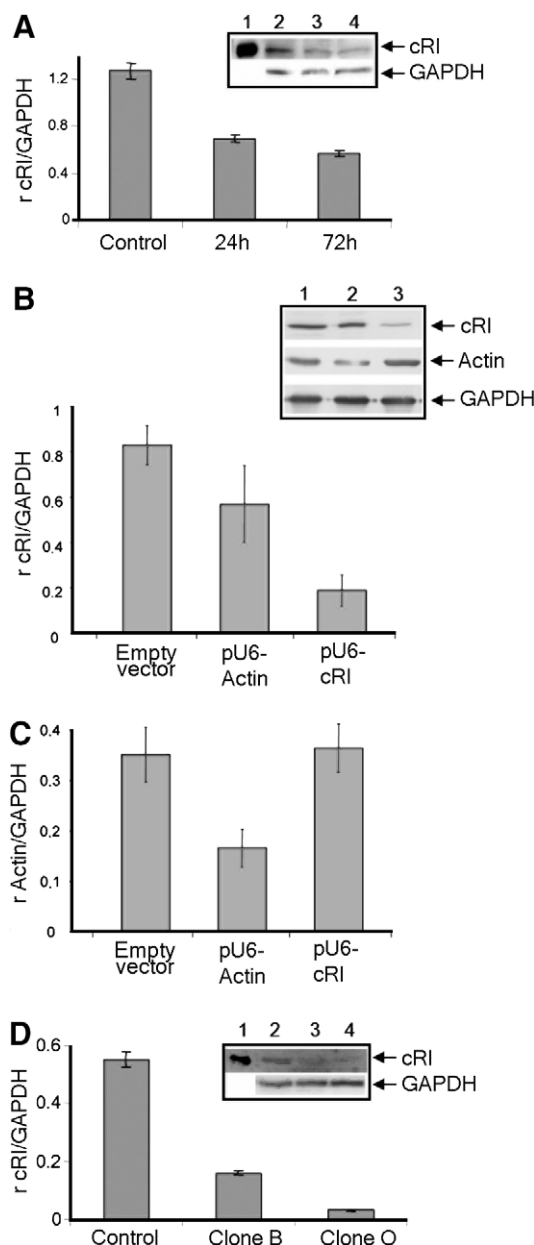 A
1 2 3 4
cRI
GAPDH
r cRI/GAPDH
1.2
0.8
0.4
0
Control 24h 72h
B
1 2 3
cRI
Actin
GAPDH
r cRI/GAPDH
1
0.8
0.6
0.4
0.2
0
Empty vector
pU6-Actin
pU6-cRI
C
r Actin/GAPDH
0.4
0.3
0.2
0.1
0
Empty vector
pU6-Actin
pU6-cRI
D
1 2 3 4
cRI
GAPDH
r cRI/GAPDH
0.6
0.4
0.2
0
Control Clone B Clone O